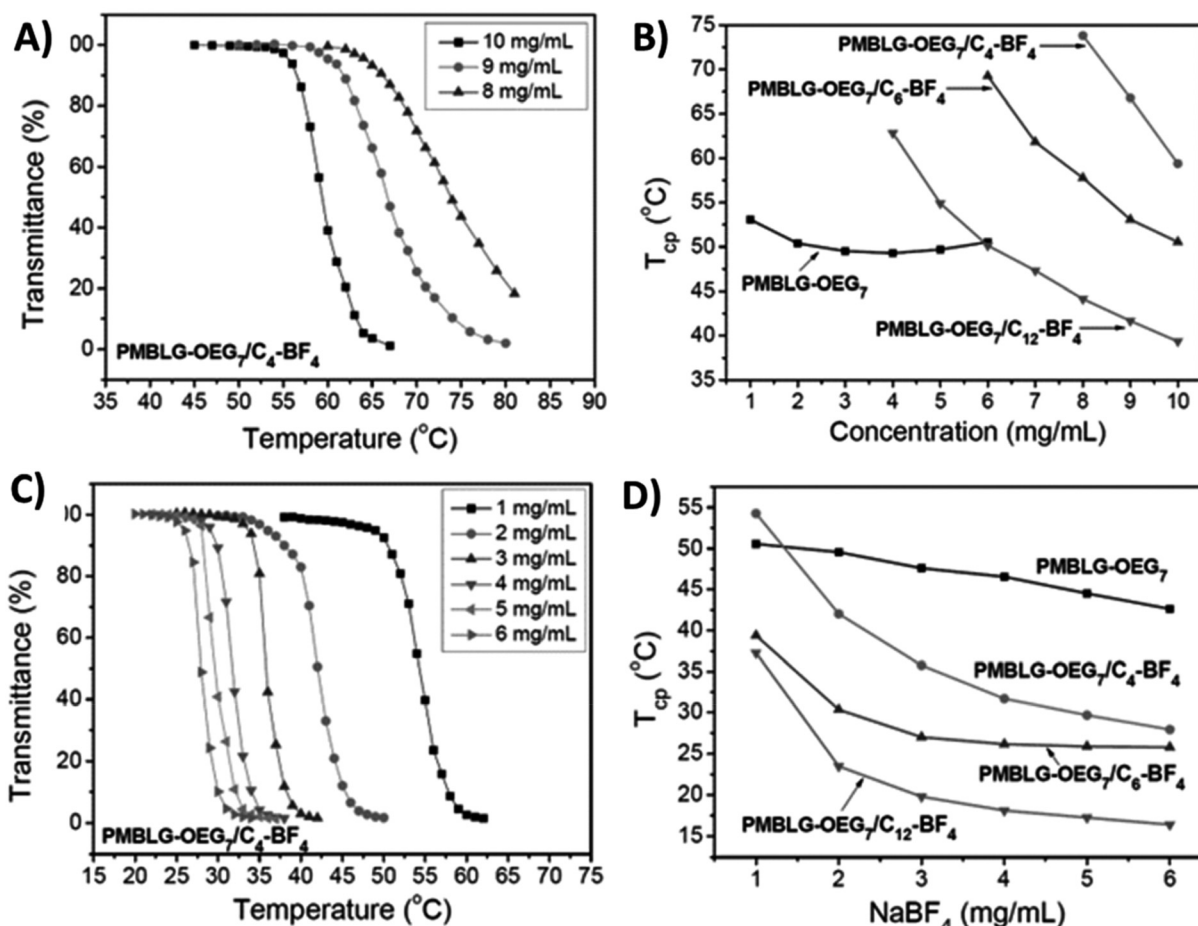 A)
Transmittance (%)
00
80
60
40
20
0
10 mg/mL
9 mg/mL
8 mg/mL
PMBLG-OEG7/C4-BF4
35 40 45 50 55 60 65 70 75 80 85 90
Temperature (°C)
B)
Tcp (°C)
75
70
65
60
55
50
45
40
35
PMBLG-OEG7/C4-BF4
PMBLG-OEG7/C6-BF4
PMBLG-OEG7
PMBLG-OEG7/C12-BF4
1 2 3 4 5 6 7 8 9 10
Concentration (mg/mL)
C)
Transmittance (%)
00
80
60
40
20
0
1 mg/mL
2 mg/mL
3 mg/mL
4 mg/mL
5 mg/mL
6 mg/mL
PMBLG-OEG7/C4-BF4
15 20 25 30 35 40 45 50 55 60 65 70 75
Temperature (°C)
D)
Tcp (°C)
55
50
45
40
35
30
25
20
15
PMBLG-OEG7
PMBLG-OEG7/C4-BF4
PMBLG-OEG7/C6-BF4
PMBLG-OEG7/C12-BF4
1 2 3 4 5 6
NaBF4 (mg/mL)